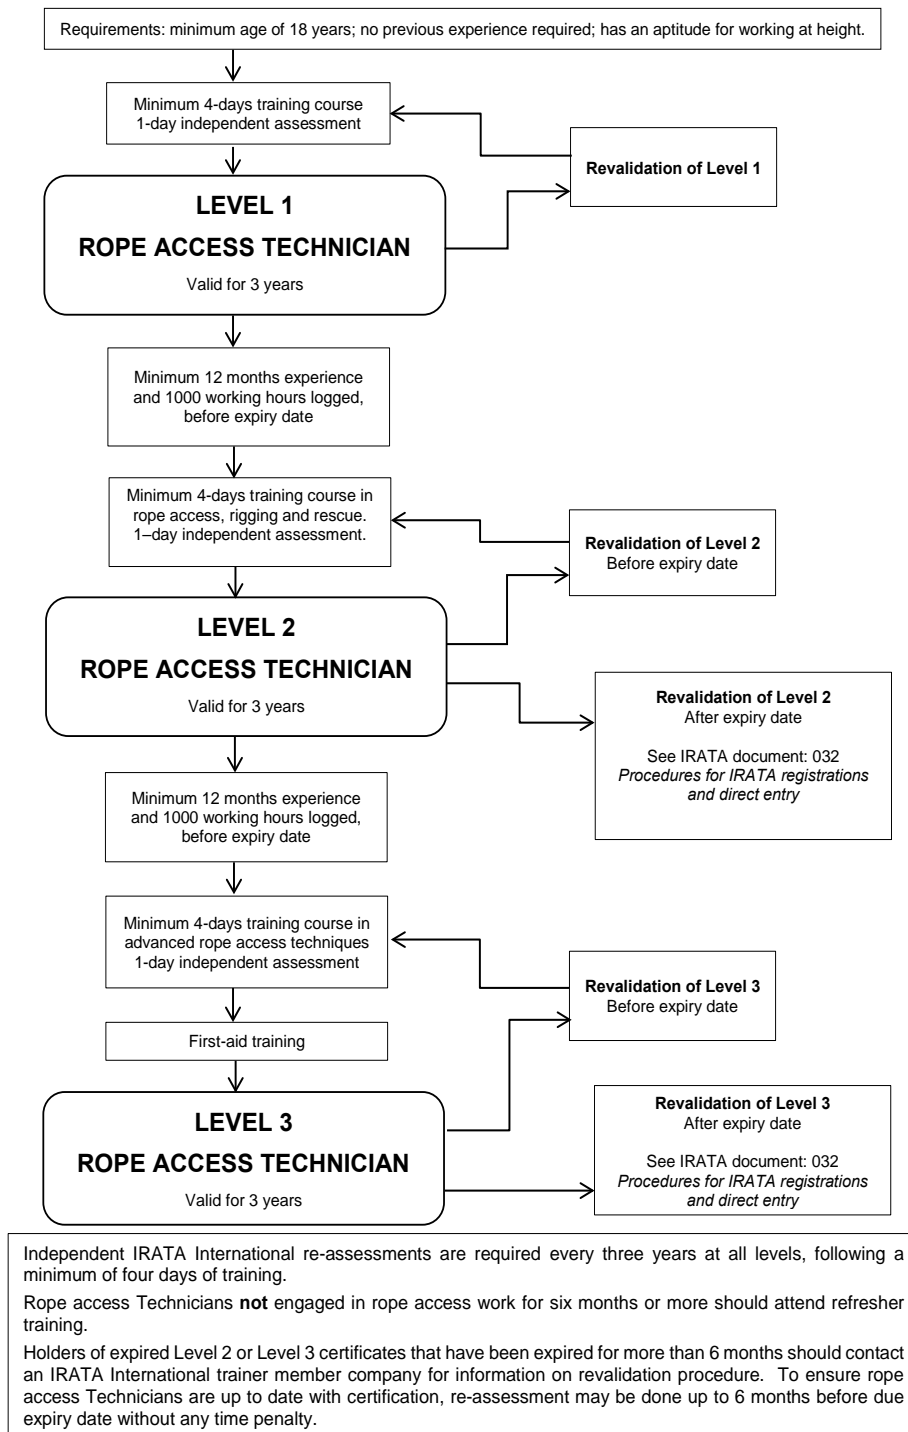 Requirements: minimum age of 18 years; no previous experience required; has an aptitude for working at height.
Minimum 4-days training course
1-day independent assessment
Revalidation of Level 1
LEVEL 1
ROPE ACCESS TECHNICIAN
Valid for 3 years
Minimum 12 months experience
and 1000 working hours logged,
before expiry date
Minimum 4-days training course in
rope access, rigging and rescue.
1–day independent assessment.
Revalidation of Level 2
Before expiry date
LEVEL 2
ROPE ACCESS TECHNICIAN
Valid for 3 years
Revalidation of Level 2
After expiry date
See IRATA document: 032
Procedures for IRATA registrations
and direct entry
Minimum 12 months experience
and 1000 working hours logged,
before expiry date
Minimum 4-days training course in
advanced rope access techniques
1-day independent assessment
Revalidation of Level 3
Before expiry date
First-aid training
LEVEL 3
ROPE ACCESS TECHNICIAN
Valid for 3 years
Revalidation of Level 3
After expiry date
See IRATA document: 032
Procedures for IRATA registrations
and direct entry
Independent IRATA International re-assessments are required every three years at all levels, following a
minimum of four days of training.
Rope access Technicians not engaged in rope access work for six months or more should attend refresher
training.
Holders of expired Level 2 or Level 3 certificates that have been expired for more than 6 months should contact
an IRATA International trainer member company for information on revalidation procedure. To ensure rope
access Technicians are up to date with certification, re-assessment may be done up to 6 months before due
expiry date without any time penalty.